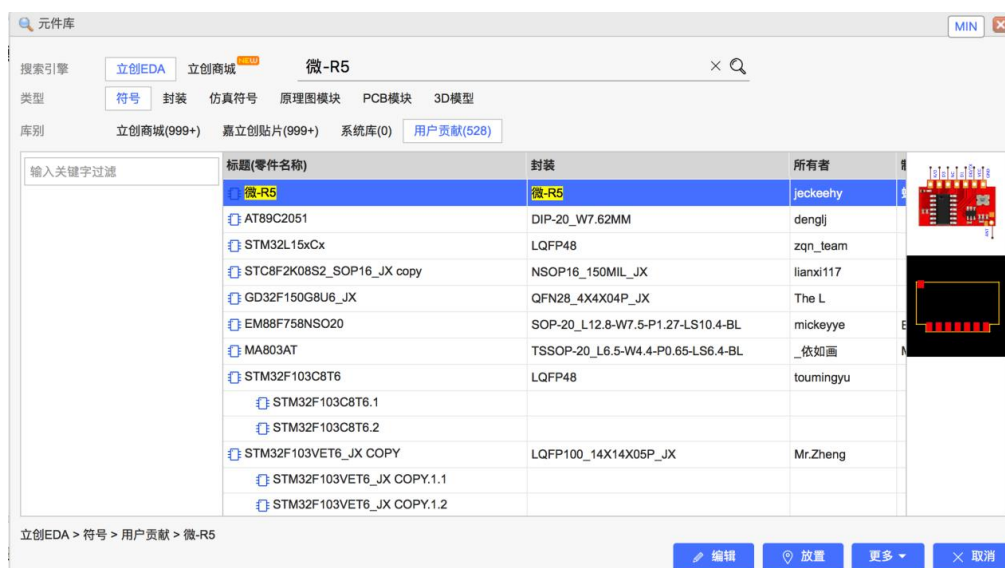 元件库
MIN
搜索引擎 立创EDA 立创商城 NEW 微-R5
类型 符号 封装 仿真符号 原理图模块 PCB模块 3D模型
库别 立创商城(999+) 嘉立创贴片(999+) 系统库(0) 用户贡献(528)
输入关键字过滤
标题(零件名称) 封装 所有者
微-R5 微-R5 jeckeehy
AT89C2051 DIP-20_W7.62MM denglj
STM32L15xCx LQFP48 zqn_team
STC8F2K08S2_SOP16_JX copy NSOP16_150MIL_JX lianxi117
GD32F150G8U6_JX QFN28_4X4X04P_JX The L
EM88F758NSO20 SOP-20_L12.8-W7.5-P1.27-LS10.4-BL mickeyye
MA803AT TSSOP-20_L6.5-W4.4-P0.65-LS6.4-BL _依如画
STM32F103C8T6 LQFP48 toumingyu
STM32F103C8T6.1
STM32F103C8T6.2
STM32F103VET6_JX COPY LQFP100_14X14X05P_JX Mr.Zheng
STM32F103VET6_JX COPY.1.1
STM32F103VET6_JX COPY.1.2
立创EDA > 符号 > 用户贡献 > 微-R5
编辑 放置 更多 取消